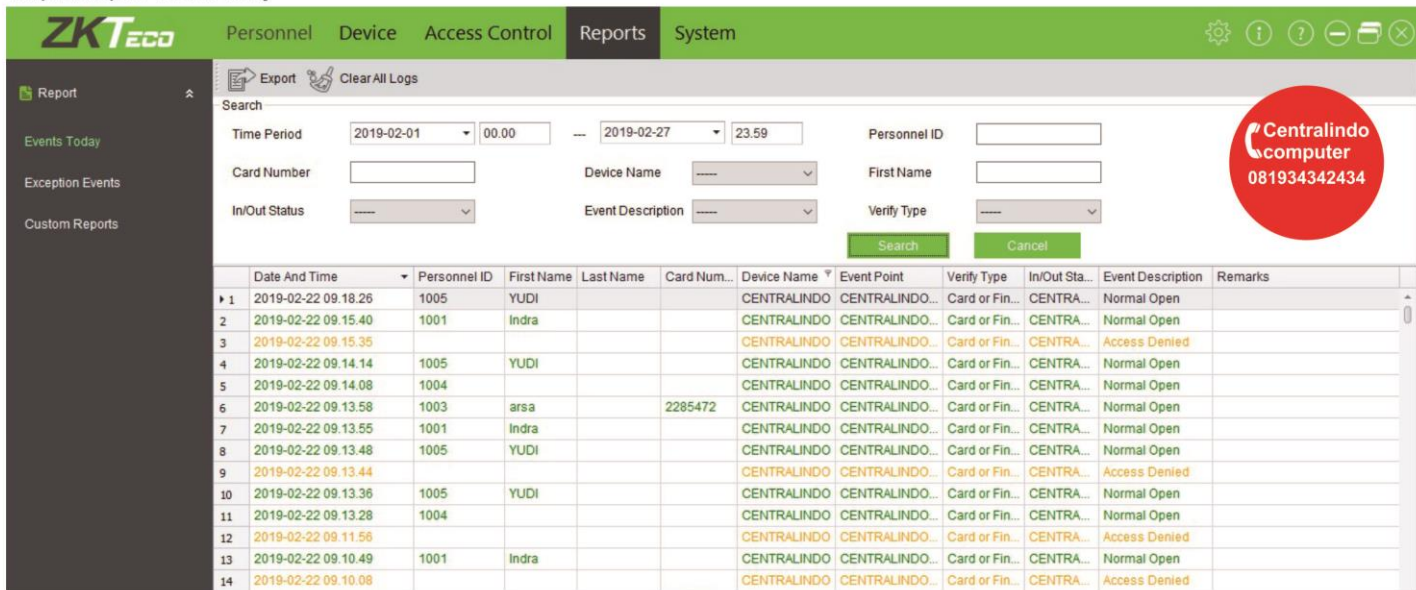 ZKTeco Personnel Device Access Control Reports System
Report
Events Today
Exception Events
Custom Reports
Export Clear All Logs
Search
Time Period 2019-02-01 00.00 --- 2019-02-27 23.59 Personnel ID
Card Number Device Name ----- First Name
In/Out Status ----- Event Description ----- Verify Type -----
Search Cancel
Centralindo
computer
081934342434
Date And Time Personnel ID First Name Last Name Card Num... Device Name Event Point Verify Type In/Out Sta... Event Description Remarks
1 2019-02-22 09.18.26 1005 YUDI CENTRALINDO CENTRALINDO... Card or Fin... CENTRA... Normal Open
2 2019-02-22 09.15.40 1001 Indra CENTRALINDO CENTRALINDO... Card or Fin... CENTRA... Normal Open
3 2019-02-22 09.15.35 CENTRALINDO CENTRALINDO... Card or Fin... CENTRA... Access Denied
4 2019-02-22 09.14.14 1005 YUDI CENTRALINDO CENTRALINDO... Card or Fin... CENTRA... Normal Open
5 2019-02-22 09.14.08 1004 CENTRALINDO CENTRALINDO... Card or Fin... CENTRA... Normal Open
6 2019-02-22 09.13.58 1003 arsa 2285472 CENTRALINDO CENTRALINDO... Card or Fin... CENTRA... Normal Open
7 2019-02-22 09.13.55 1001 Indra CENTRALINDO CENTRALINDO... Card or Fin... CENTRA... Normal Open
8 2019-02-22 09.13.48 1005 YUDI CENTRALINDO CENTRALINDO... Card or Fin... CENTRA... Normal Open
9 2019-02-22 09.13.44 CENTRALINDO CENTRALINDO... Card or Fin... CENTRA... Access Denied
10 2019-02-22 09.13.36 1005 YUDI CENTRALINDO CENTRALINDO... Card or Fin... CENTRA... Normal Open
11 2019-02-22 09.13.28 1004 CENTRALINDO CENTRALINDO... Card or Fin... CENTRA... Normal Open
12 2019-02-22 09.11.56 CENTRALINDO CENTRALINDO... Card or Fin... CENTRA... Access Denied
13 2019-02-22 09.10.49 1001 Indra CENTRALINDO CENTRALINDO... Card or Fin... CENTRA... Normal Open
14 2019-02-22 09.10.08 CENTRALINDO CENTRALINDO... Card or Fin... CENTRA... Access Denied